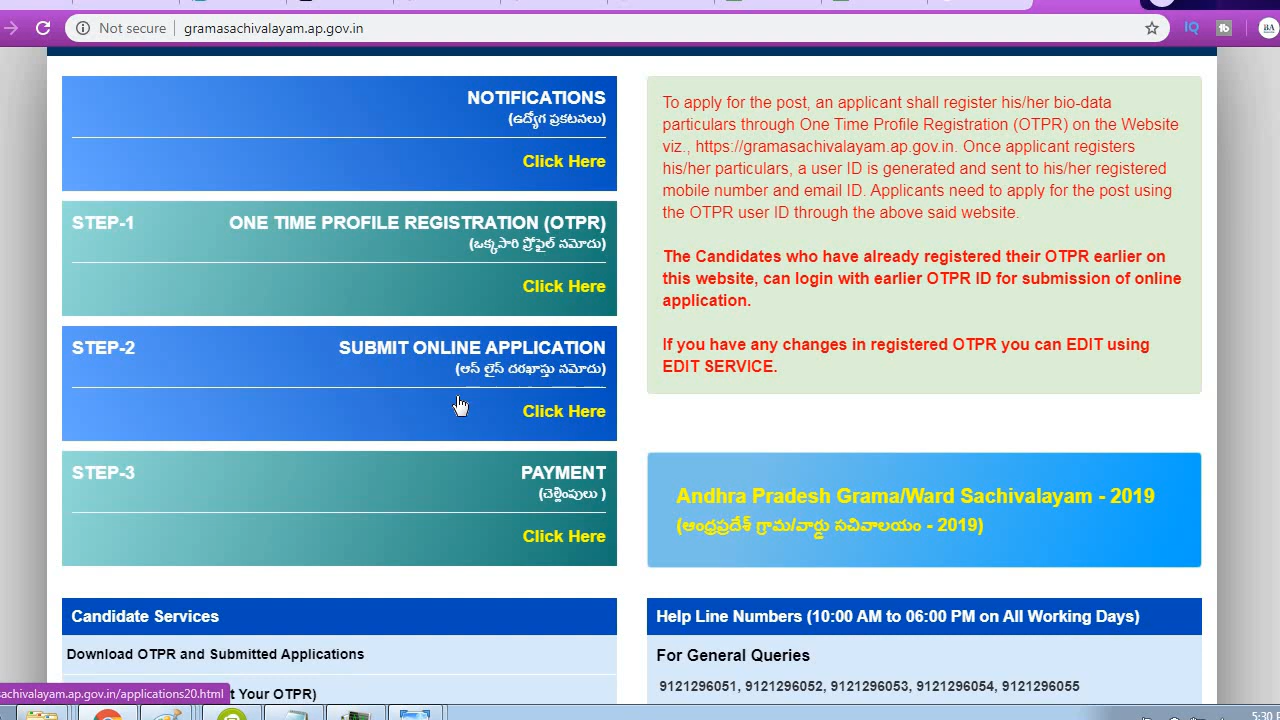 Not secure | gramasachivalayam.ap.gov.in
NOTIFICATIONS
(ఉద్యోగ ప్రకటనలు)
Click Here
STEP-1 ONE TIME PROFILE REGISTRATION (OTPR)
(ఒక్కసారి ప్రోఫైల్ నమోదు)
Click Here
STEP-2 SUBMIT ONLINE APPLICATION
(ఆన్ లైన్ దరఖాస్తు నమోదు)
Click Here
STEP-3 PAYMENT
(చెల్లింపులు )
Click Here
To apply for the post, an applicant shall register his/her bio-data
particulars through One Time Profile Registration (OTPR) on the Website
viz., https://gramasachivalayam.ap.gov.in. Once applicant registers
his/her particulars, a user ID is generated and sent to his/her registered
mobile number and email ID. Applicants need to apply for the post using
the OTPR user ID through the above said website.
The Candidates who have already registered their OTPR earlier on
this website, can login with earlier OTPR ID for submission of online
application.
If you have any changes in registered OTPR you can EDIT using
EDIT SERVICE.
Andhra Pradesh Grama/Ward Sachivalayam - 2019
(ఆంధ్రప్రదేశ్ గ్రామ/వార్డు సచివాలయం - 2019)
Candidate Services
Download OTPR and Submitted Applications
t Your OTPR)
Help Line Numbers (10:00 AM to 06:00 PM on All Working Days)
For General Queries
9121296051, 9121296052, 9121296053, 9121296054, 9121296055
sachivalayam.ap.gov.in/applications20.html
5:30 P